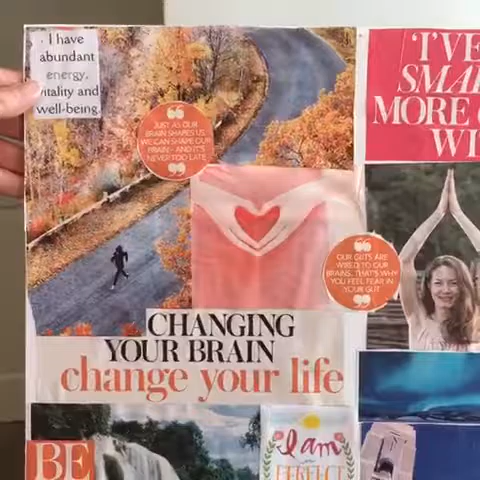 I have
abundant
energy,
vitality and
well-being.
JUST AS OUR
BRAIN SHAPES US,
WE CAN SHAPE OUR
BRAIN – AND IT'S
NEVER TOO LATE
'I'VE
MORE
WI
OUR GUTS ARE
WIRED TO OUR
BRAINS. THAT'S WHY
YOU FEEL FEAR IN
YOUR GUT
CHANGING
YOUR BRAIN
change your life
BE
I am
PERFECT